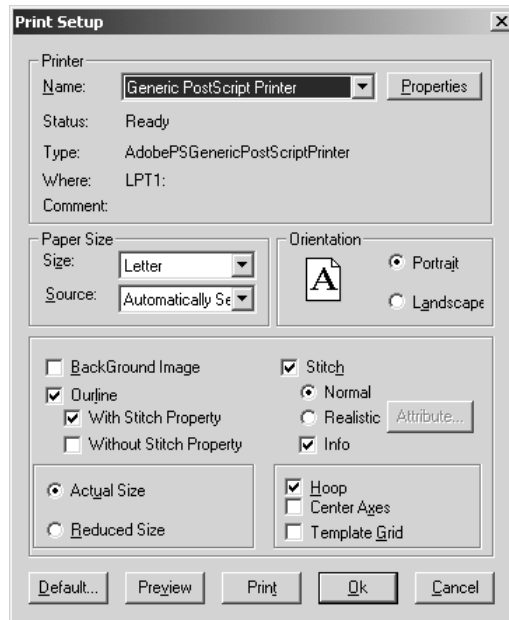 Print Setup
Printer
Name: Generic PostScript Printer Properties
Status: Ready
Type: AdobePSGenericPostScriptPrinter
Where: LPT1:
Comment:
Paper Size
Size: Letter
Source: Automatically Se
Orientation
A
Portrait
Landscape
BackGround Image
Ourline
With Stitch Property
Without Stitch Property
Stitch
Normal
Realistic Attribute...
Info
Actual Size
Reduced Size
Hoop
Center Axes
Template Grid
Default... Preview Print Ok Cancel